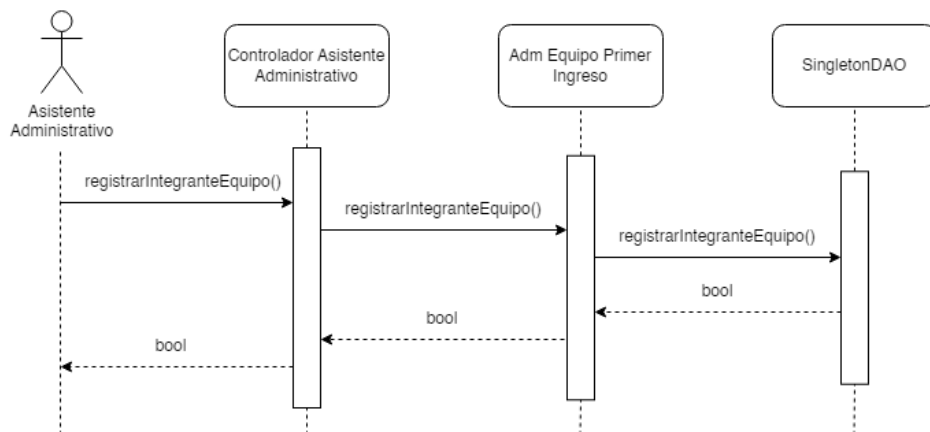 Asistente
Administrativo
Controlador Asistente
Administrativo
Adm Equipo Primer
Ingreso
SingletonDAO
registrarIntegranteEquipo()
registrarIntegranteEquipo()
registrarIntegranteEquipo()
bool
bool
bool